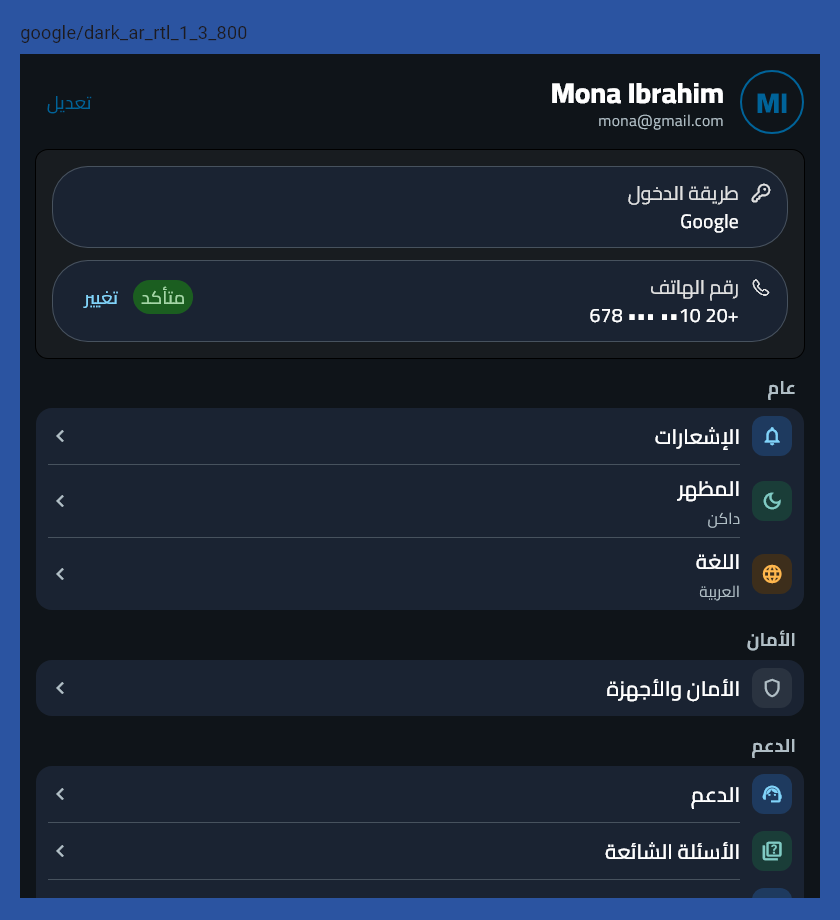 google/dark_ar_rtl_1_3_800
MI
Mona Ibrahim
mona@gmail.com
تعديل
طريقة الدخول
Google
رقم الهاتف
+20 10•• ••• 678
متأكد
تغيير
عام
الإشعارات
المظهر
داكن
اللغة
العربية
الأمان
الأمان والأجهزة
الدعم
الدعم
الأسئلة الشائعة